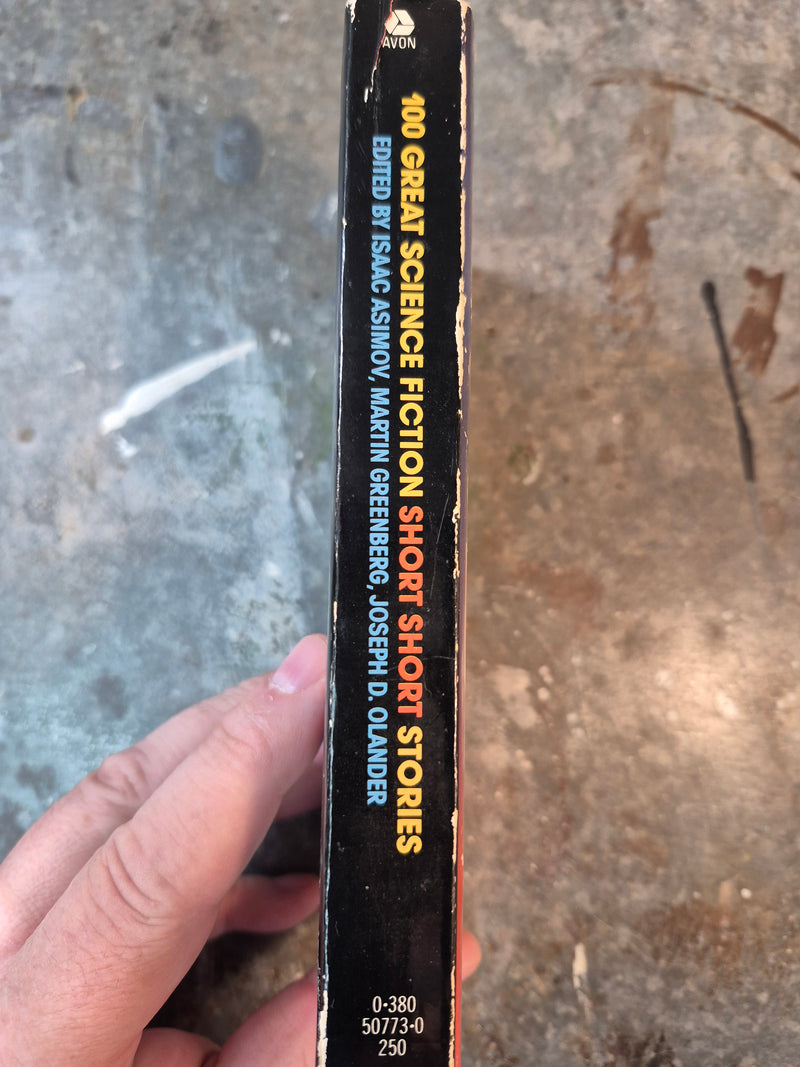 AVON
100 GREAT SCIENCE FICTION SHORT SHORT STORIES
EDITED BY ISAAC ASIMOV, MARTIN GREENBERG, JOSEPH D. OLANDER
0-380
50773-0
250